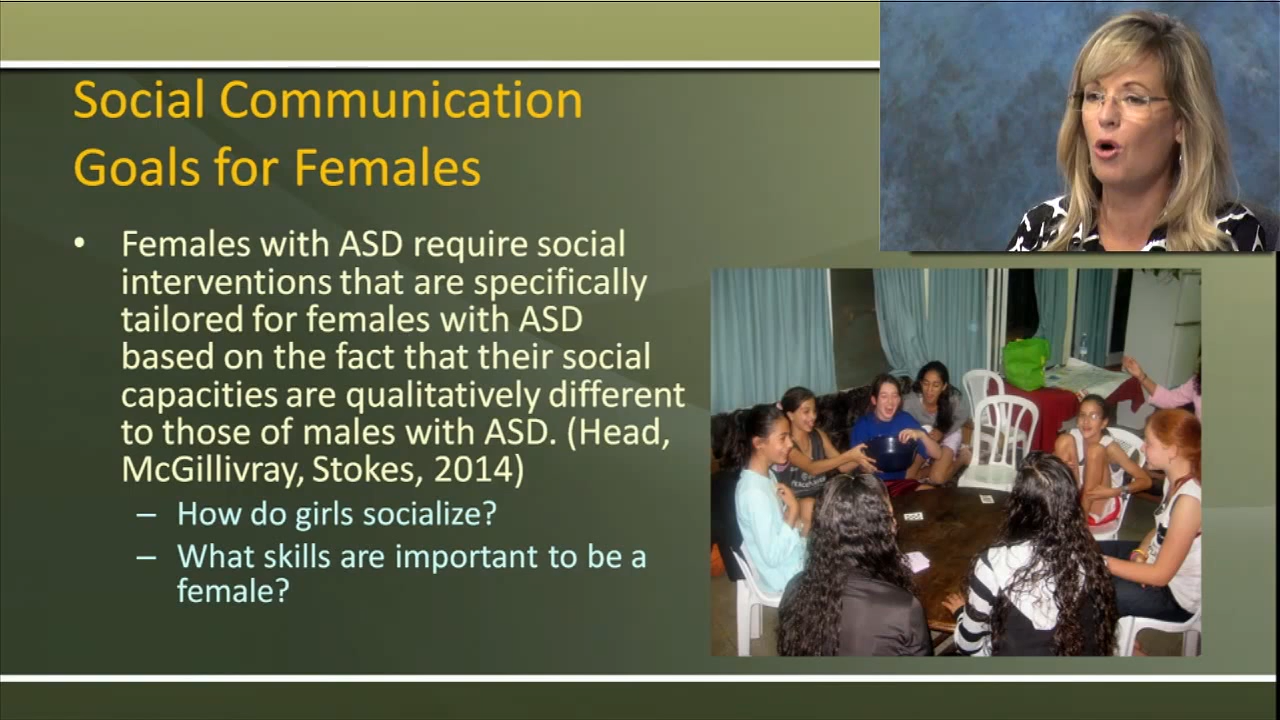 Social Communication
Goals for Females
• Females with ASD require social
interventions that are specifically
tailored for females with ASD
based on the fact that their social
capacities are qualitatively different
to those of males with ASD. (Head,
McGillivray, Stokes, 2014)
– How do girls socialize?
– What skills are important to be a
female?